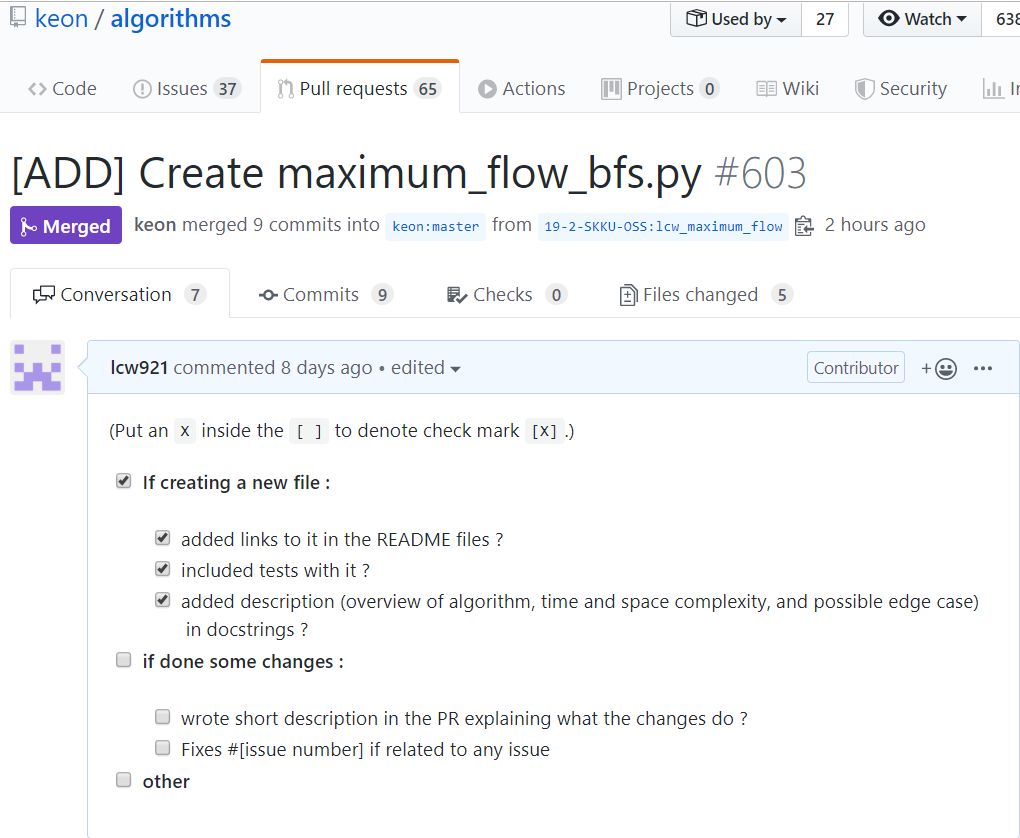 keon / algorithms
Used by 27 Watch 638
Code Issues 37 Pull requests 65 Actions Projects 0 Wiki Security
[ADD] Create maximum_flow_bfs.py #603
Merged keon merged 9 commits into keon:master from 19-2-SKKU-OSS:lcw_maximum_flow 2 hours ago
Conversation 7 Commits 9 Checks 0 Files changed 5
lcw921 commented 8 days ago • edited Contributor
(Put an X inside the [ ] to denote check mark [X] .)
If creating a new file :
added links to it in the README files ?
included tests with it ?
added description (overview of algorithm, time and space complexity, and possible edge case)
in docstrings ?
if done some changes :
wrote short description in the PR explaining what the changes do ?
Fixes #[issue number] if related to any issue
other